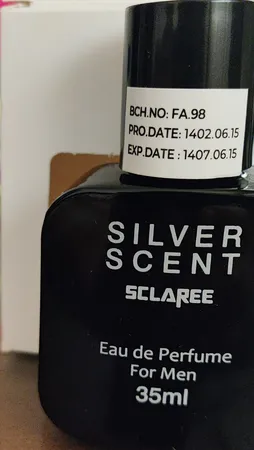 BCH.NO: FA.98
PRO.DATE: 1402.06.15
EXP.DATE : 1407.06.15
SILVER
SCENT
SCLAREE
Eau de Perfume
For Men
35ml